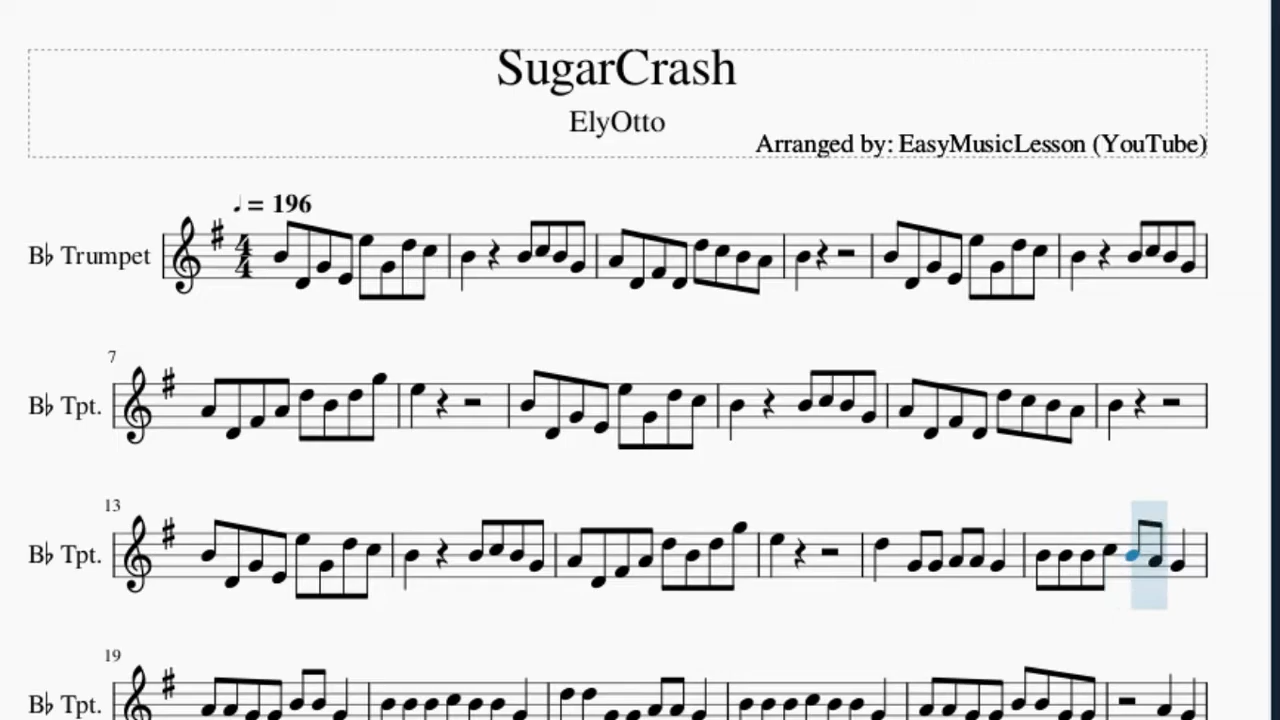 SugarCrash
ElyOtto
Arranged by: EasyMusicLesson (YouTube)
♩ = 196
B♭ Trumpet
4/4
7
B♭ Tpt.
13
B♭ Tpt.
19
B♭ Tpt.